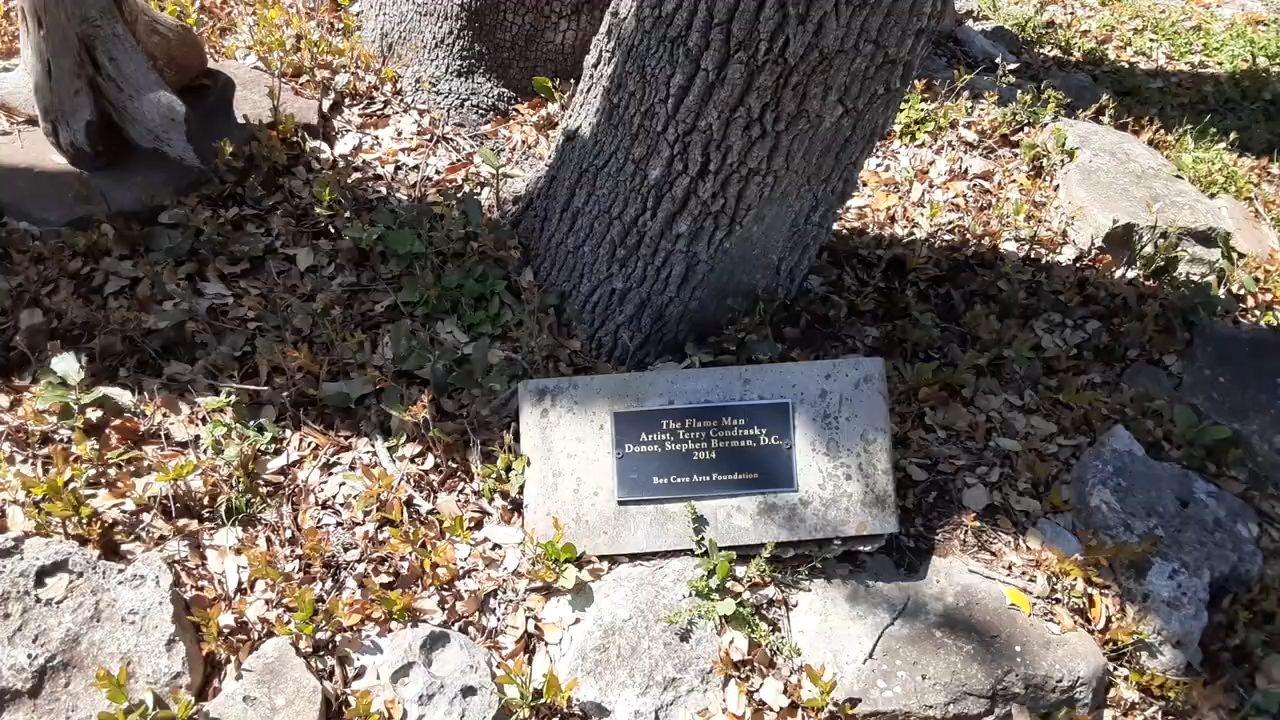 The Flame Man
Artist, Terry Condrasky
Donor, Stephen Berman, D.C.
2014
Bee Cave Arts Foundation